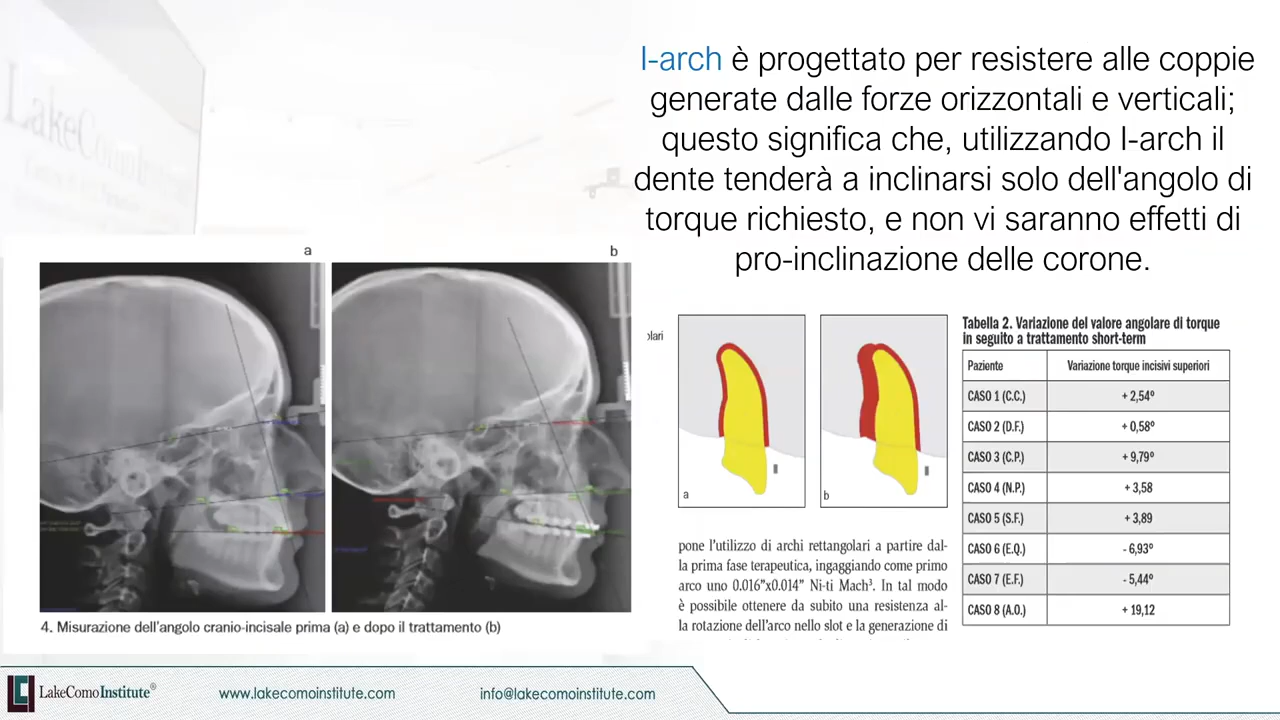 I-arch è progettato per resistere alle coppie
generate dalle forze orizzontali e verticali;
questo significa che, utilizzando I-arch il
dente tenderà a inclinarsi solo dell'angolo di
torque richiesto, e non vi saranno effetti di
pro-inclinazione delle corone.
LakeComo
a
b
4. Misurazione dell'angolo cranio-incisale prima (a) e dopo il trattamento (b)
olari
a
b
pone l'utilizzo di archi rettangolari a partire dal-
la prima fase terapeutica, ingaggiando come primo
arco uno 0.016"x0.014" Ni-ti Mach³. In tal modo
è possibile ottenere da subito una resistenza al-
la rotazione dell'arco nello slot e la generazione di
Tabella 2. Variazione del valore angolare di torque
in seguito a trattamento short-term
Paziente Variazione torque incisivi superiori
CASO 1 (C.C.) + 2,54º
CASO 2 (D.F.) + 0,58º
CASO 3 (C.P.) + 9,79º
CASO 4 (N.P.) + 3,58
CASO 5 (S.F.) + 3,89
CASO 6 (E.Q.) - 6,93º
CASO 7 (E.F.) - 5,44º
CASO 8 (A.O.) + 19,12
LakeComoInstitute® www.lakecomoinstitute.com info@lakecomoinstitute.com